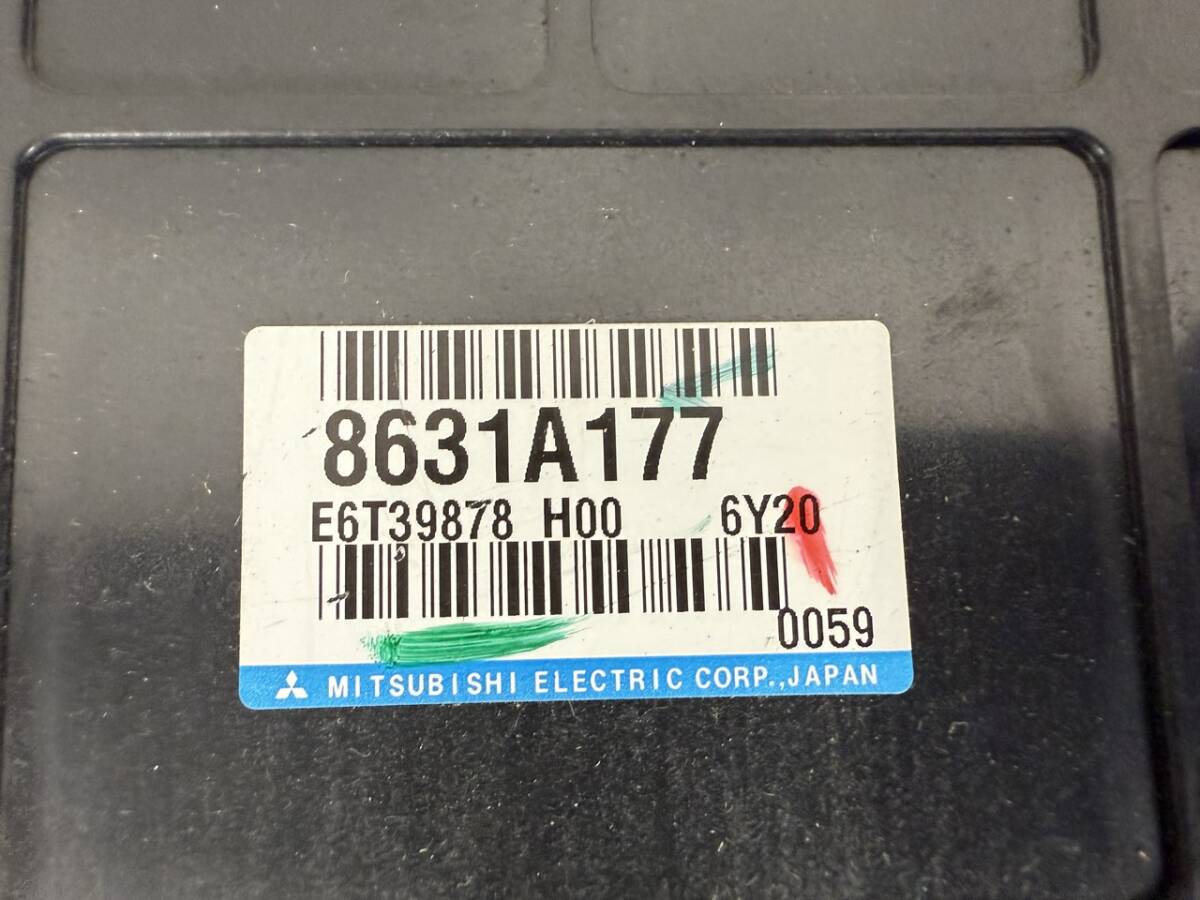 8631A177
E6T39878 H00 6Y20
0059
MITSUBISHI ELECTRIC CORP.,JAPAN